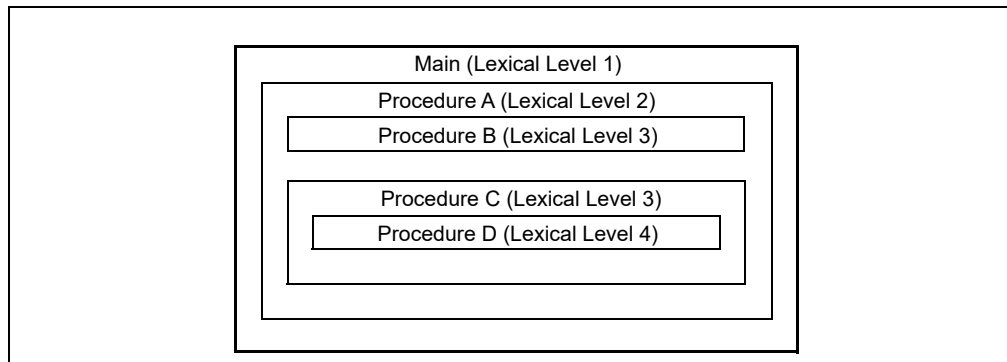 Main (Lexical Level 1)
Procedure A (Lexical Level 2)
Procedure B (Lexical Level 3)
Procedure C (Lexical Level 3)
Procedure D (Lexical Level 4)